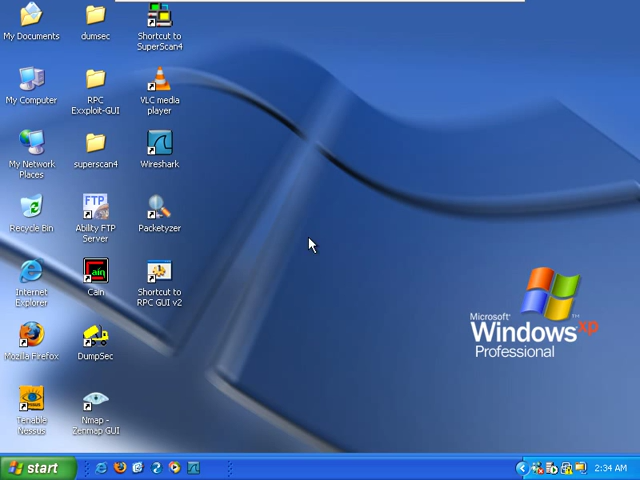 My Documents
dumsec
Shortcut to
SuperScan4
My Computer
RPC
Exxploit-GUI
VLC media
player
My Network
Places
superscan4
Wireshark
Recycle Bin
FTP
Ability FTP
Server
Packetyzer
Internet
Explorer
Cain
Cain
Shortcut to
RPC GUI v2
Mozilla Firefox
DumpSec
Tenable
Nessus
Nmap -
Zenmap GUI
Microsoft®
Windows xp
Professional
start
2:34 AM